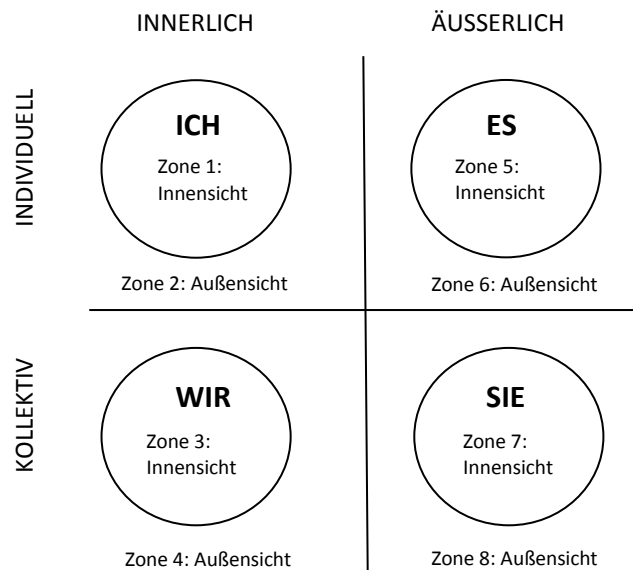 INNERLICH
ÄUSSERLICH
INDIVIDUELL
ICH
Zone 1:
Innensicht
Zone 2: Außensicht
ES
Zone 5:
Innensicht
Zone 6: Außensicht
KOLLEKTIV
WIR
Zone 3:
Innensicht
Zone 4: Außensicht
SIE
Zone 7:
Innensicht
Zone 8: Außensicht